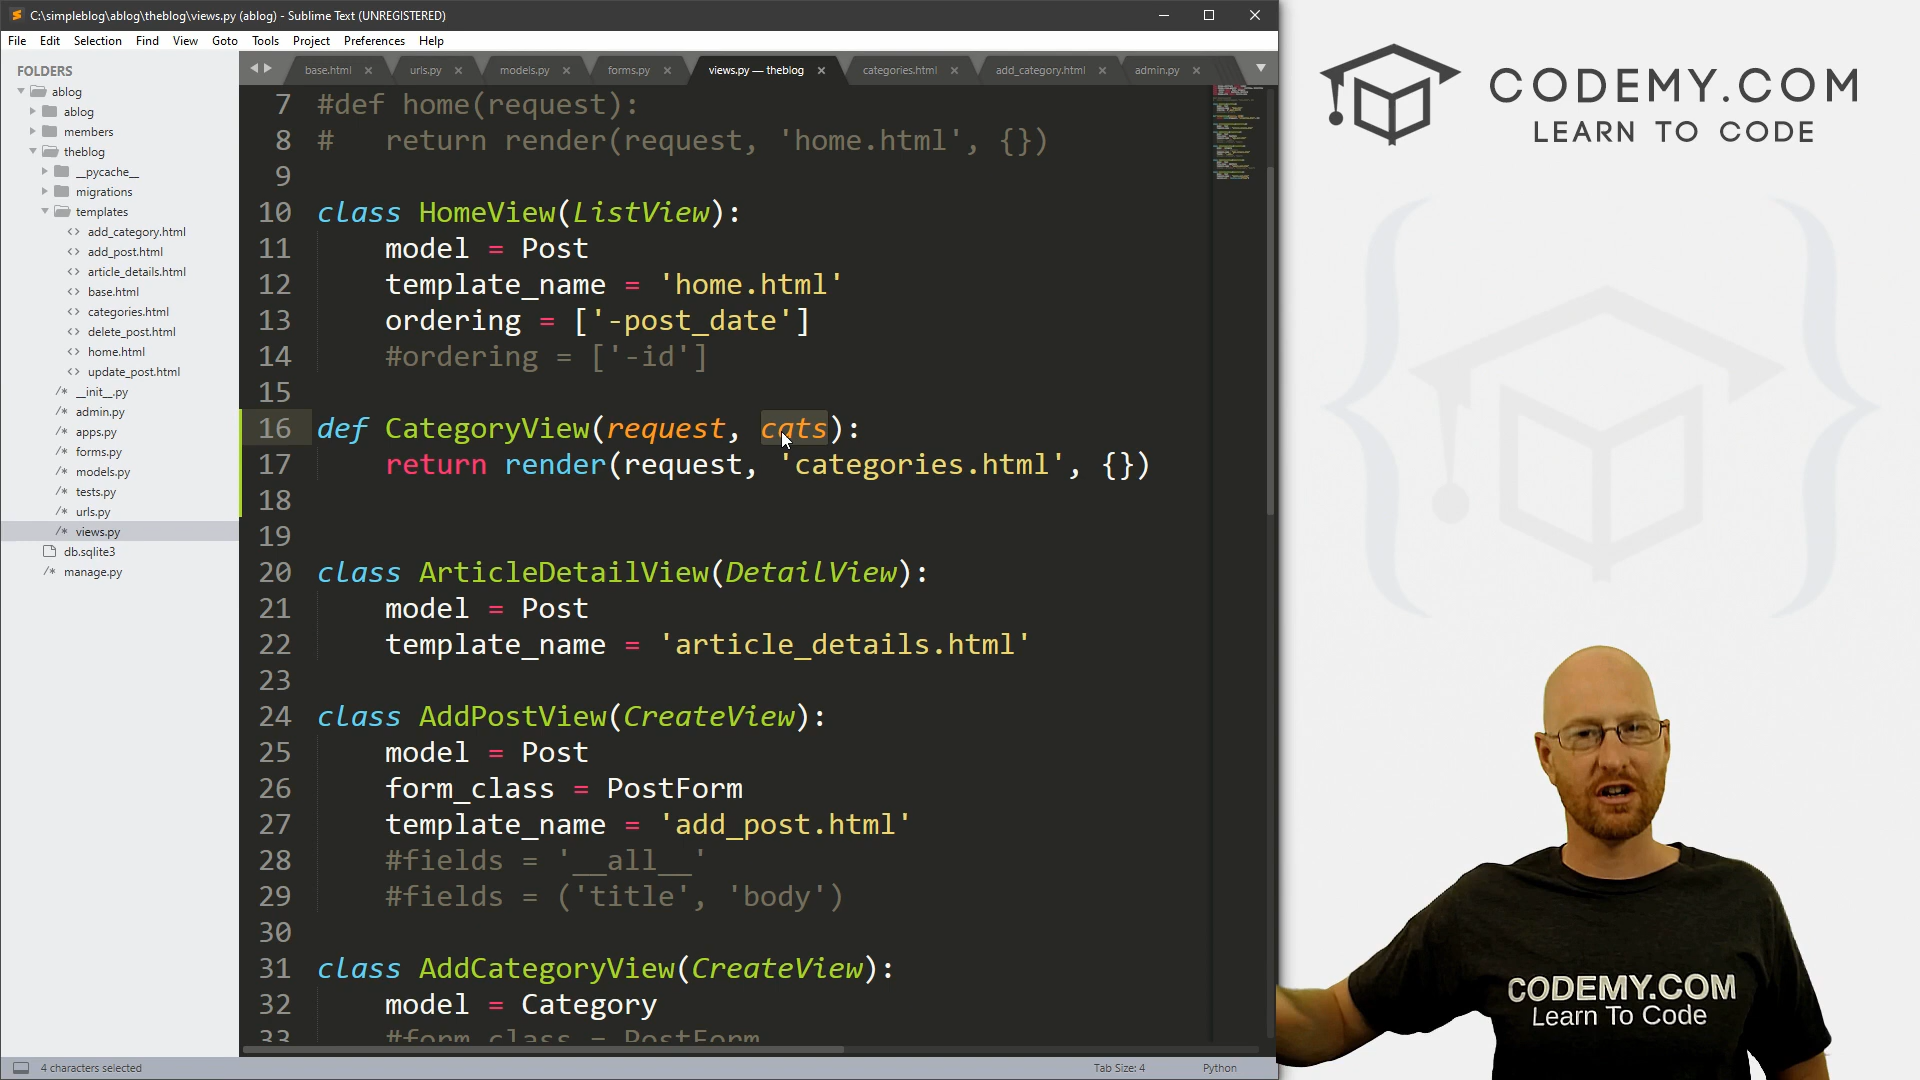 C:\simpleblog\ablog\theblog\views.py (ablog) - Sublime Text (UNREGISTERED)
File Edit Selection Find View Goto Tools Project Preferences Help
FOLDERS
ablog
ablog
members
theblog
__pycache__
migrations
templates
add_category.html
add_post.html
article_details.html
base.html
categories.html
delete_post.html
home.html
update_post.html
__init__.py
admin.py
apps.py
forms.py
models.py
tests.py
urls.py
views.py
db.sqlite3
manage.py
base.html urls.py models.py forms.py views.py — theblog categories.html add_category.html admin.py
7 #def home(request):
8 #   return render(request, 'home.html', {})
9
10 class HomeView(ListView):
11     model = Post
12     template_name = 'home.html'
13     ordering = ['-post_date']
14     #ordering = ['-id']
15
16 def CategoryView(request, cats):
17     return render(request, 'categories.html', {})
18
19
20 class ArticleDetailView(DetailView):
21     model = Post
22     template_name = 'article_details.html'
23
24 class AddPostView(CreateView):
25     model = Post
26     form_class = PostForm
27     template_name = 'add_post.html'
28     #fields = '__all__'
29     #fields = ('title', 'body')
30
31 class AddCategoryView(CreateView):
32     model = Category
33     #form_class = PostForm
4 characters selected
Tab Size: 4
Python
CODEMY.COM
LEARN TO CODE
CODEMY.COM
Learn To Code